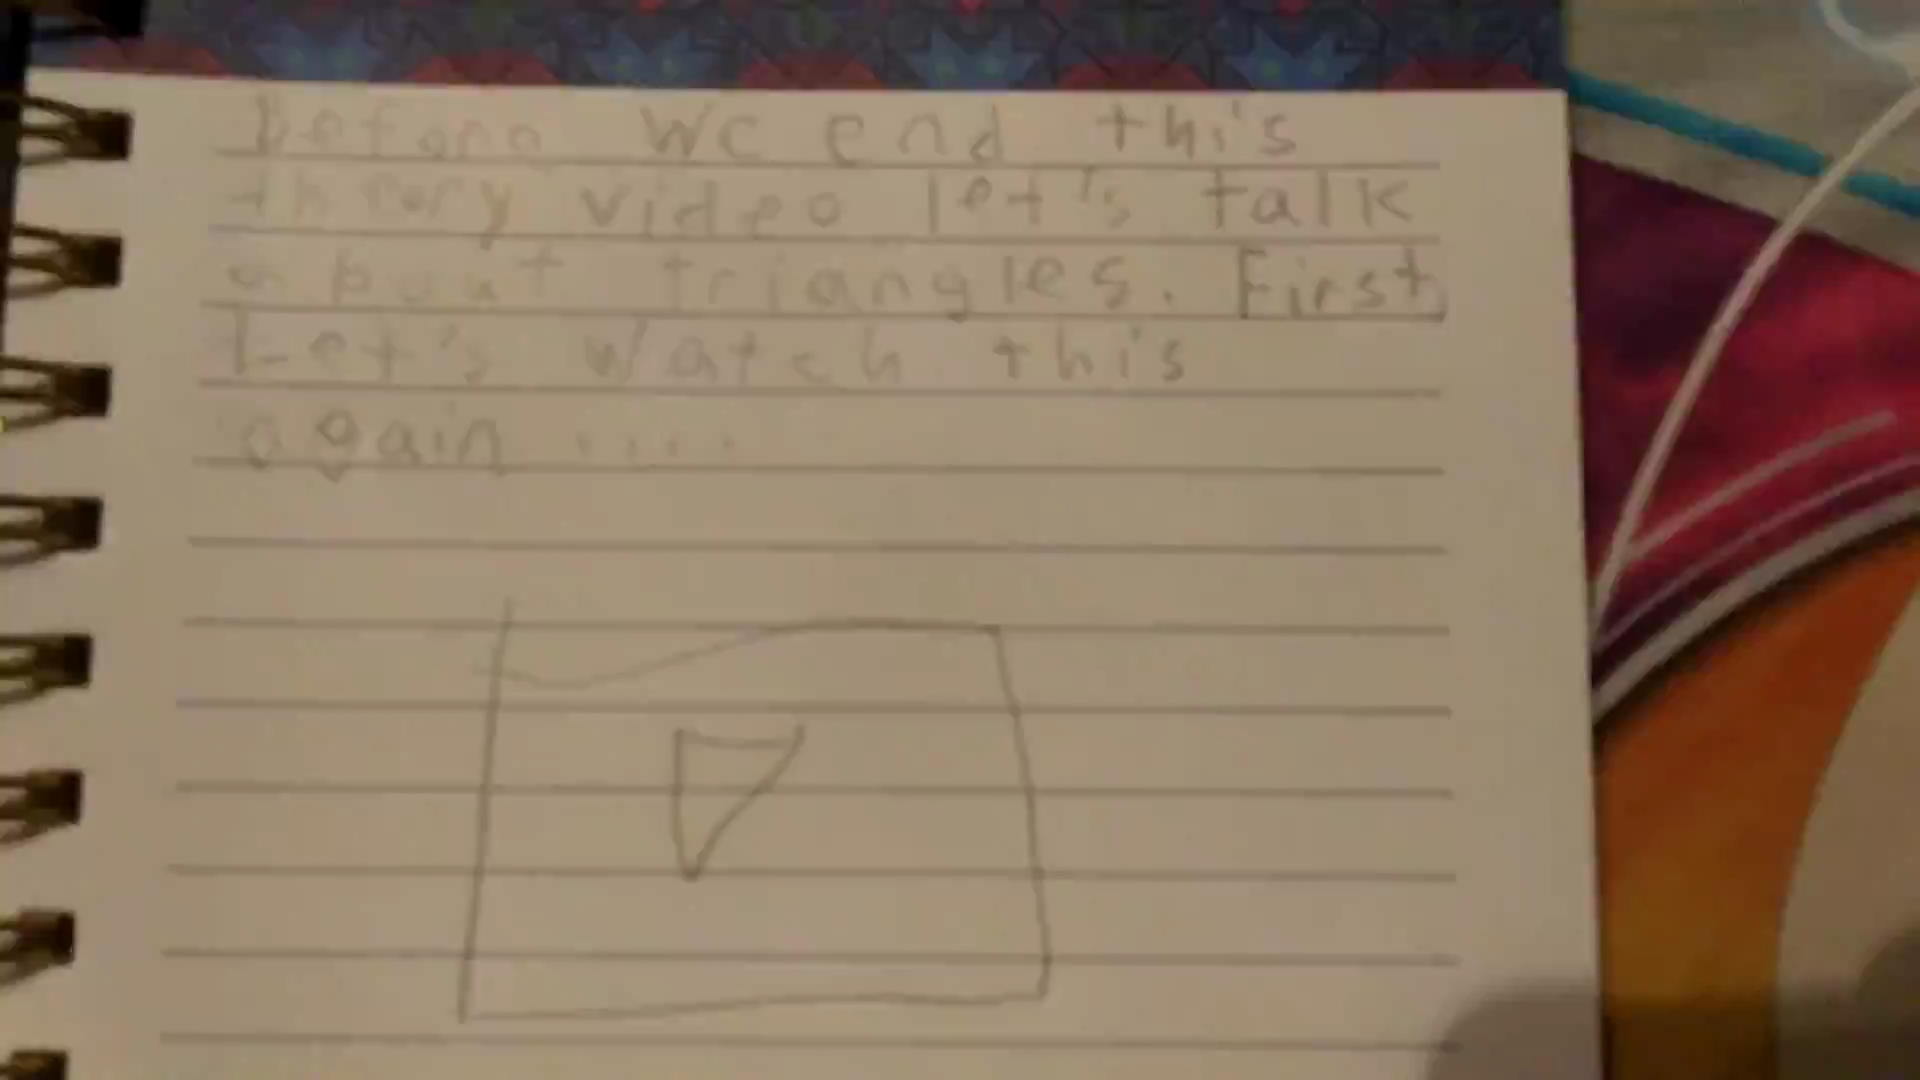 Before we end this
theory video let's talk
about triangles. First,
Let's watch this
again ....